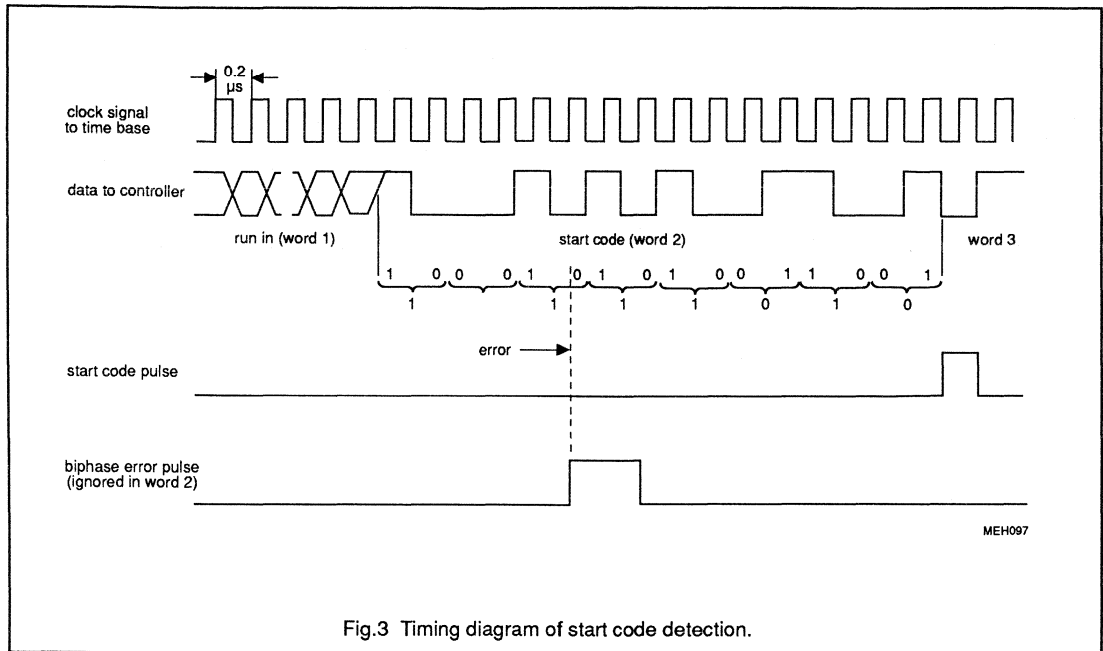 0.2
µs
clock signal
to time base
data to controller
run in (word 1) start code (word 2) word 3
1 0 0 0 1 0 1 0 1 0 0 1 1 0 0 1
1 1 1 1 0 1 0
error
start code pulse
biphase error pulse
(ignored in word 2)
MEH097
Fig.3 Timing diagram of start code detection.